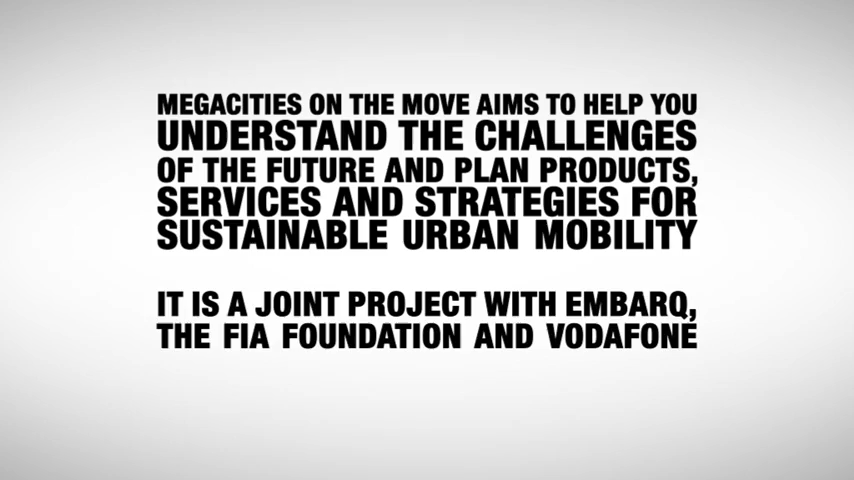 MEGACITIES ON THE MOVE AIMS TO HELP YOU
UNDERSTAND THE CHALLENGES
OF THE FUTURE AND PLAN PRODUCTS,
SERVICES AND STRATEGIES FOR
SUSTAINABLE URBAN MOBILITY
IT IS A JOINT PROJECT WITH EMBARQ,
THE FIA FOUNDATION AND VODAFONE